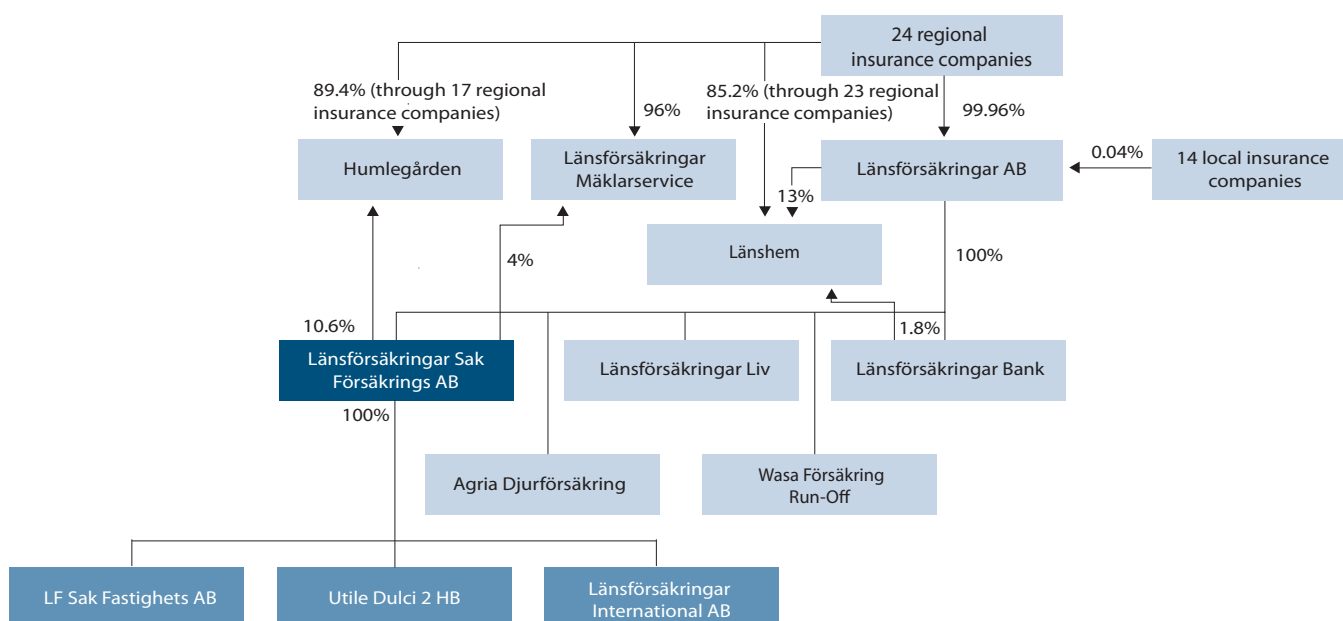 24 regional
insurance companies
89.4% (through 17 regional
insurance companies)
96%
85.2% (through 23 regional
insurance companies)
99.96%
Humlegården
Länsförsäkringar
Mäklarservice
Länsförsäkringar AB
0.04%
14 local insurance
companies
13%
Länshem
4%
100%
10.6%
1.8%
Länsförsäkringar Sak
Försäkrings AB
Länsförsäkringar Liv
Länsförsäkringar Bank
100%
Agria Djurförsäkring
Wasa Försäkring
Run-Off
LF Sak Fastighets AB
Utile Dulci 2 HB
Länsförsäkringar
International AB